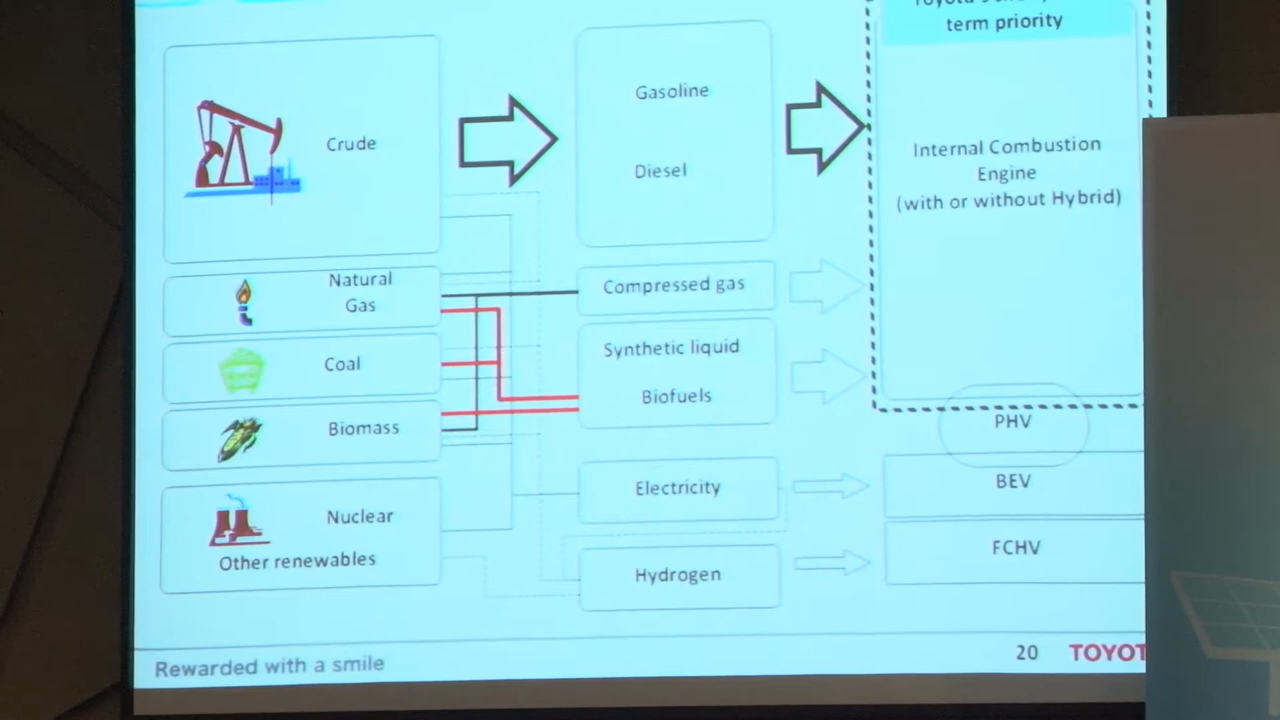 term priority
Crude
Gasoline
Diesel
Internal Combustion
Engine
(with or without Hybrid)
Natural
Gas
Compressed gas
Coal
Synthetic liquid
Biofuels
Biomass
PHV
Electricity
BEV
Nuclear
Other renewables
Hydrogen
FCHV
Rewarded with a smile
20